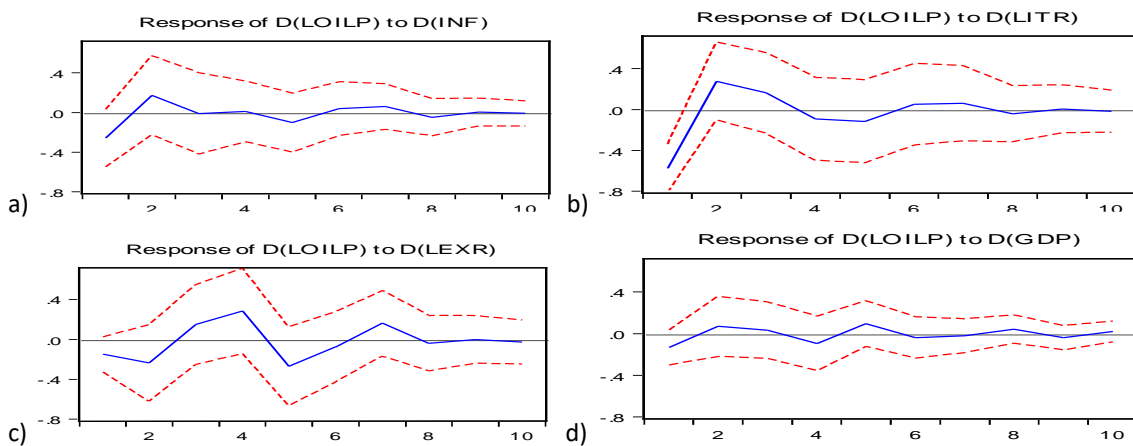 Response of D(LOILP) to D(INF)
.4
.0
-.4
-.8
2 4 6 8 10
a)
Response of D(LOILP) to D(LITR)
.4
.0
-.4
-.8
2 4 6 8 10
b)
Response of D(LOILP) to D(LEXR)
.4
.0
-.4
-.8
2 4 6 8 10
c)
Response of D(LOILP) to D(GDP)
.4
.0
-.4
-.8
2 4 6 8 10
d)